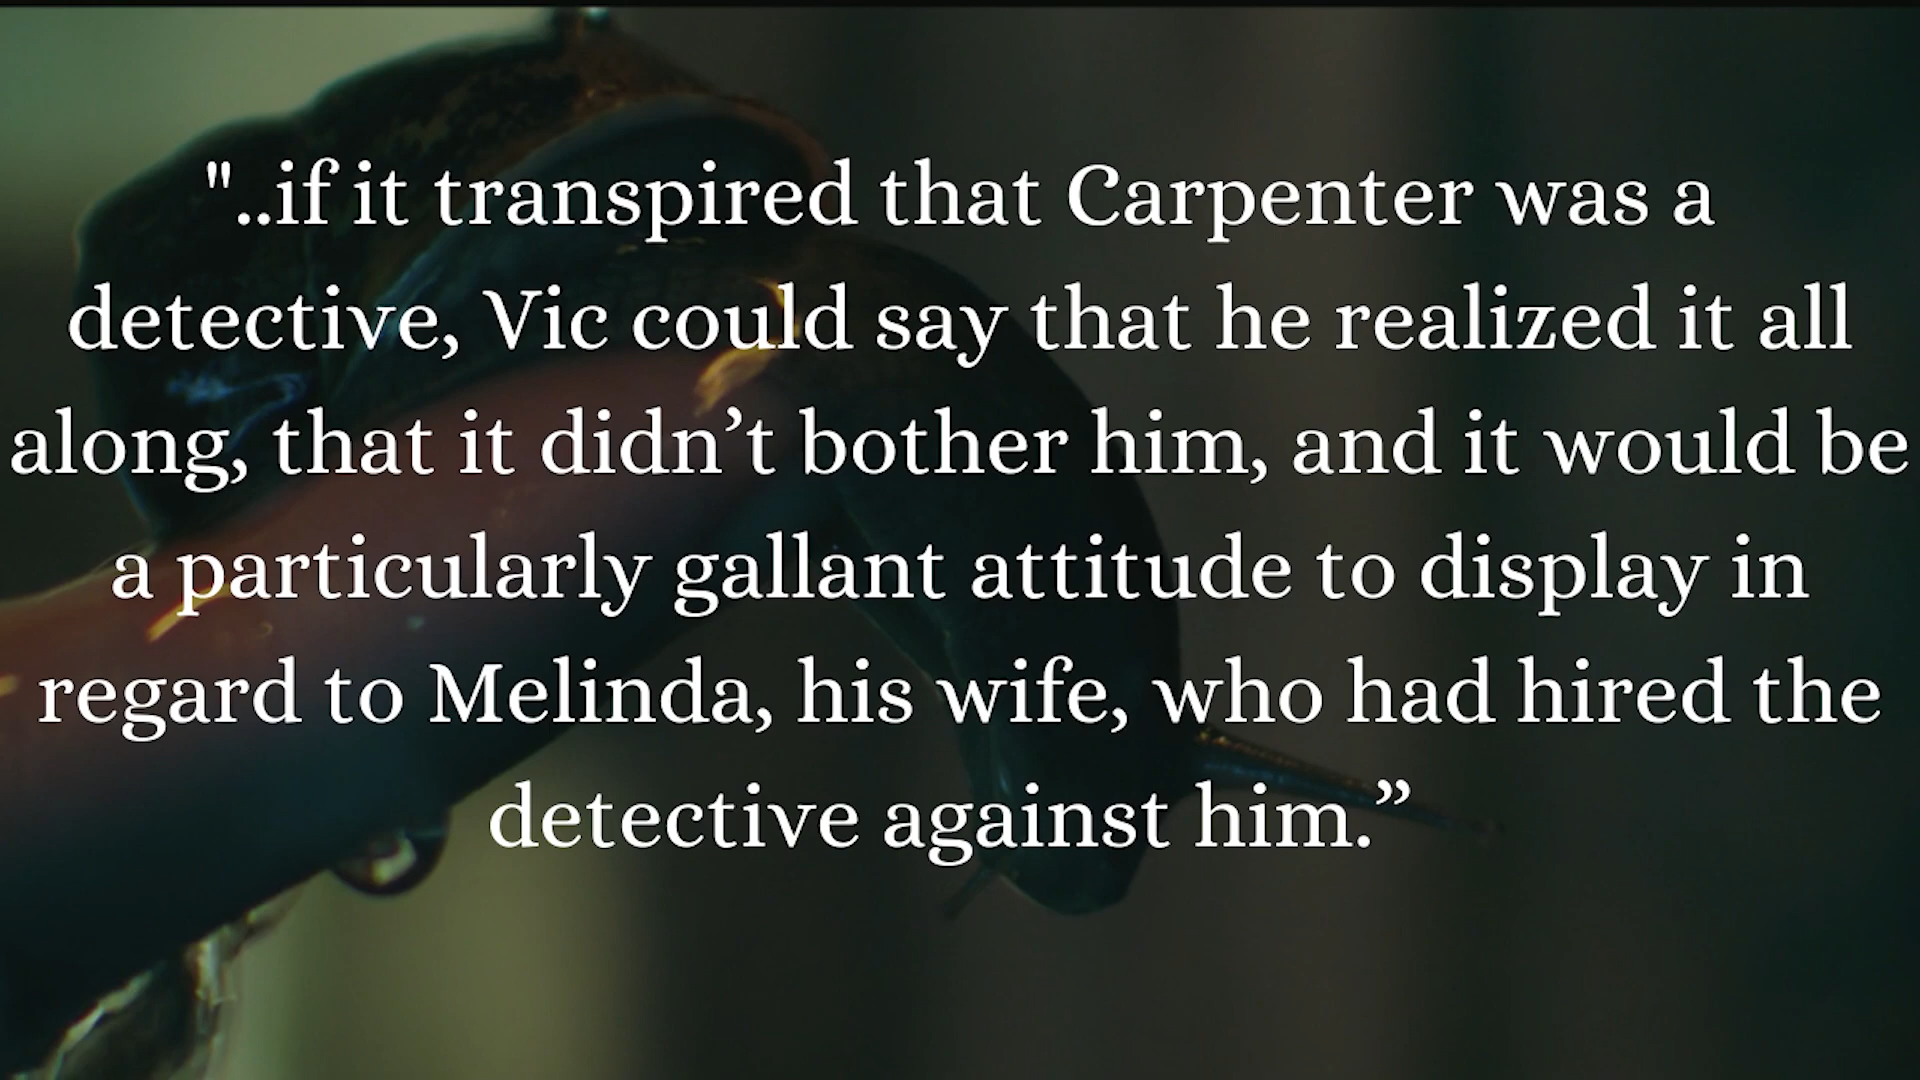 "..if it transpired that Carpenter was a
detective, Vic could say that he realized it all
along, that it didn’t bother him, and it would be
a particularly gallant attitude to display in
regard to Melinda, his wife, who had hired the
detective against him.”